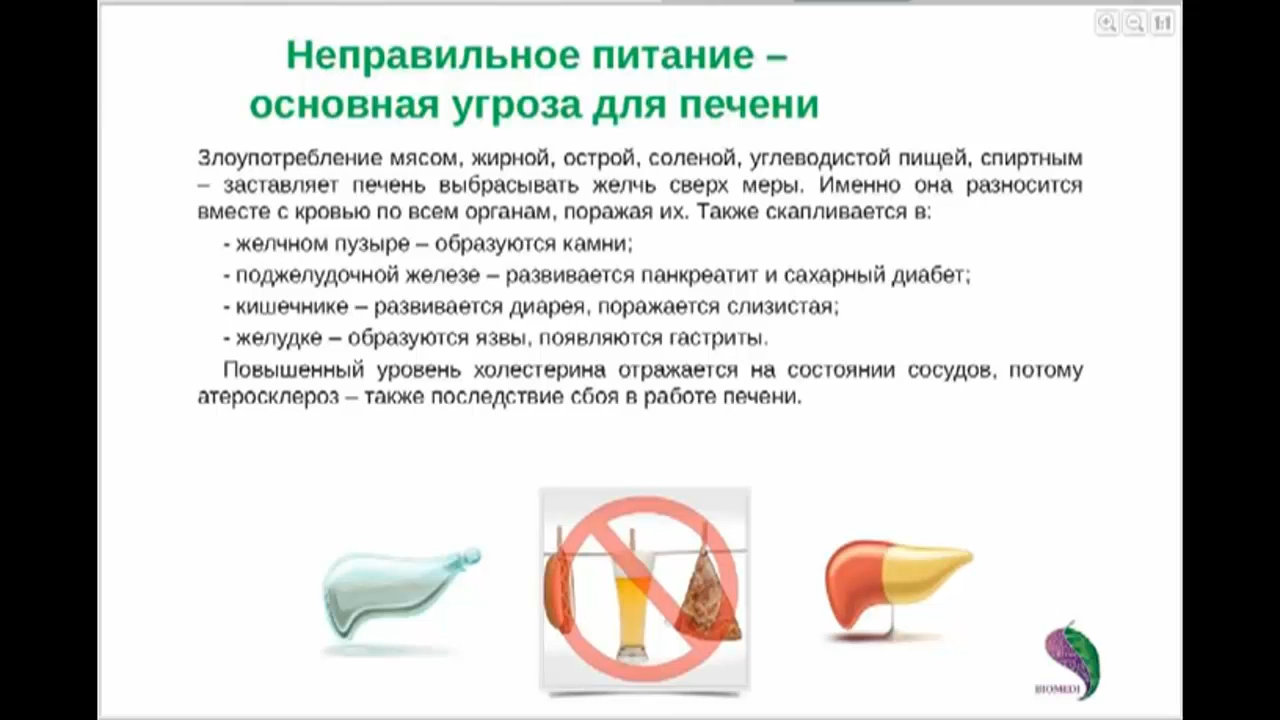 Неправильное питание –
основная угроза для печени
Злоупотребление мясом, жирной, острой, соленой, углеводистой пищей, спиртным
– заставляет печень выбрасывать желчь сверх меры. Именно она разносится
вместе с кровью по всем органам, поражая их. Также скапливается в:
- желчном пузыре – образуются камни;
- поджелудочной железе – развивается панкреатит и сахарный диабет;
- кишечнике – развивается диарея, поражается слизистая;
- желудке – образуются язвы, появляются гастриты.
Повышенный уровень холестерина отражается на состоянии сосудов, потому
атеросклероз – также последствие сбоя в работе печени.
BIOMEDI
1:1